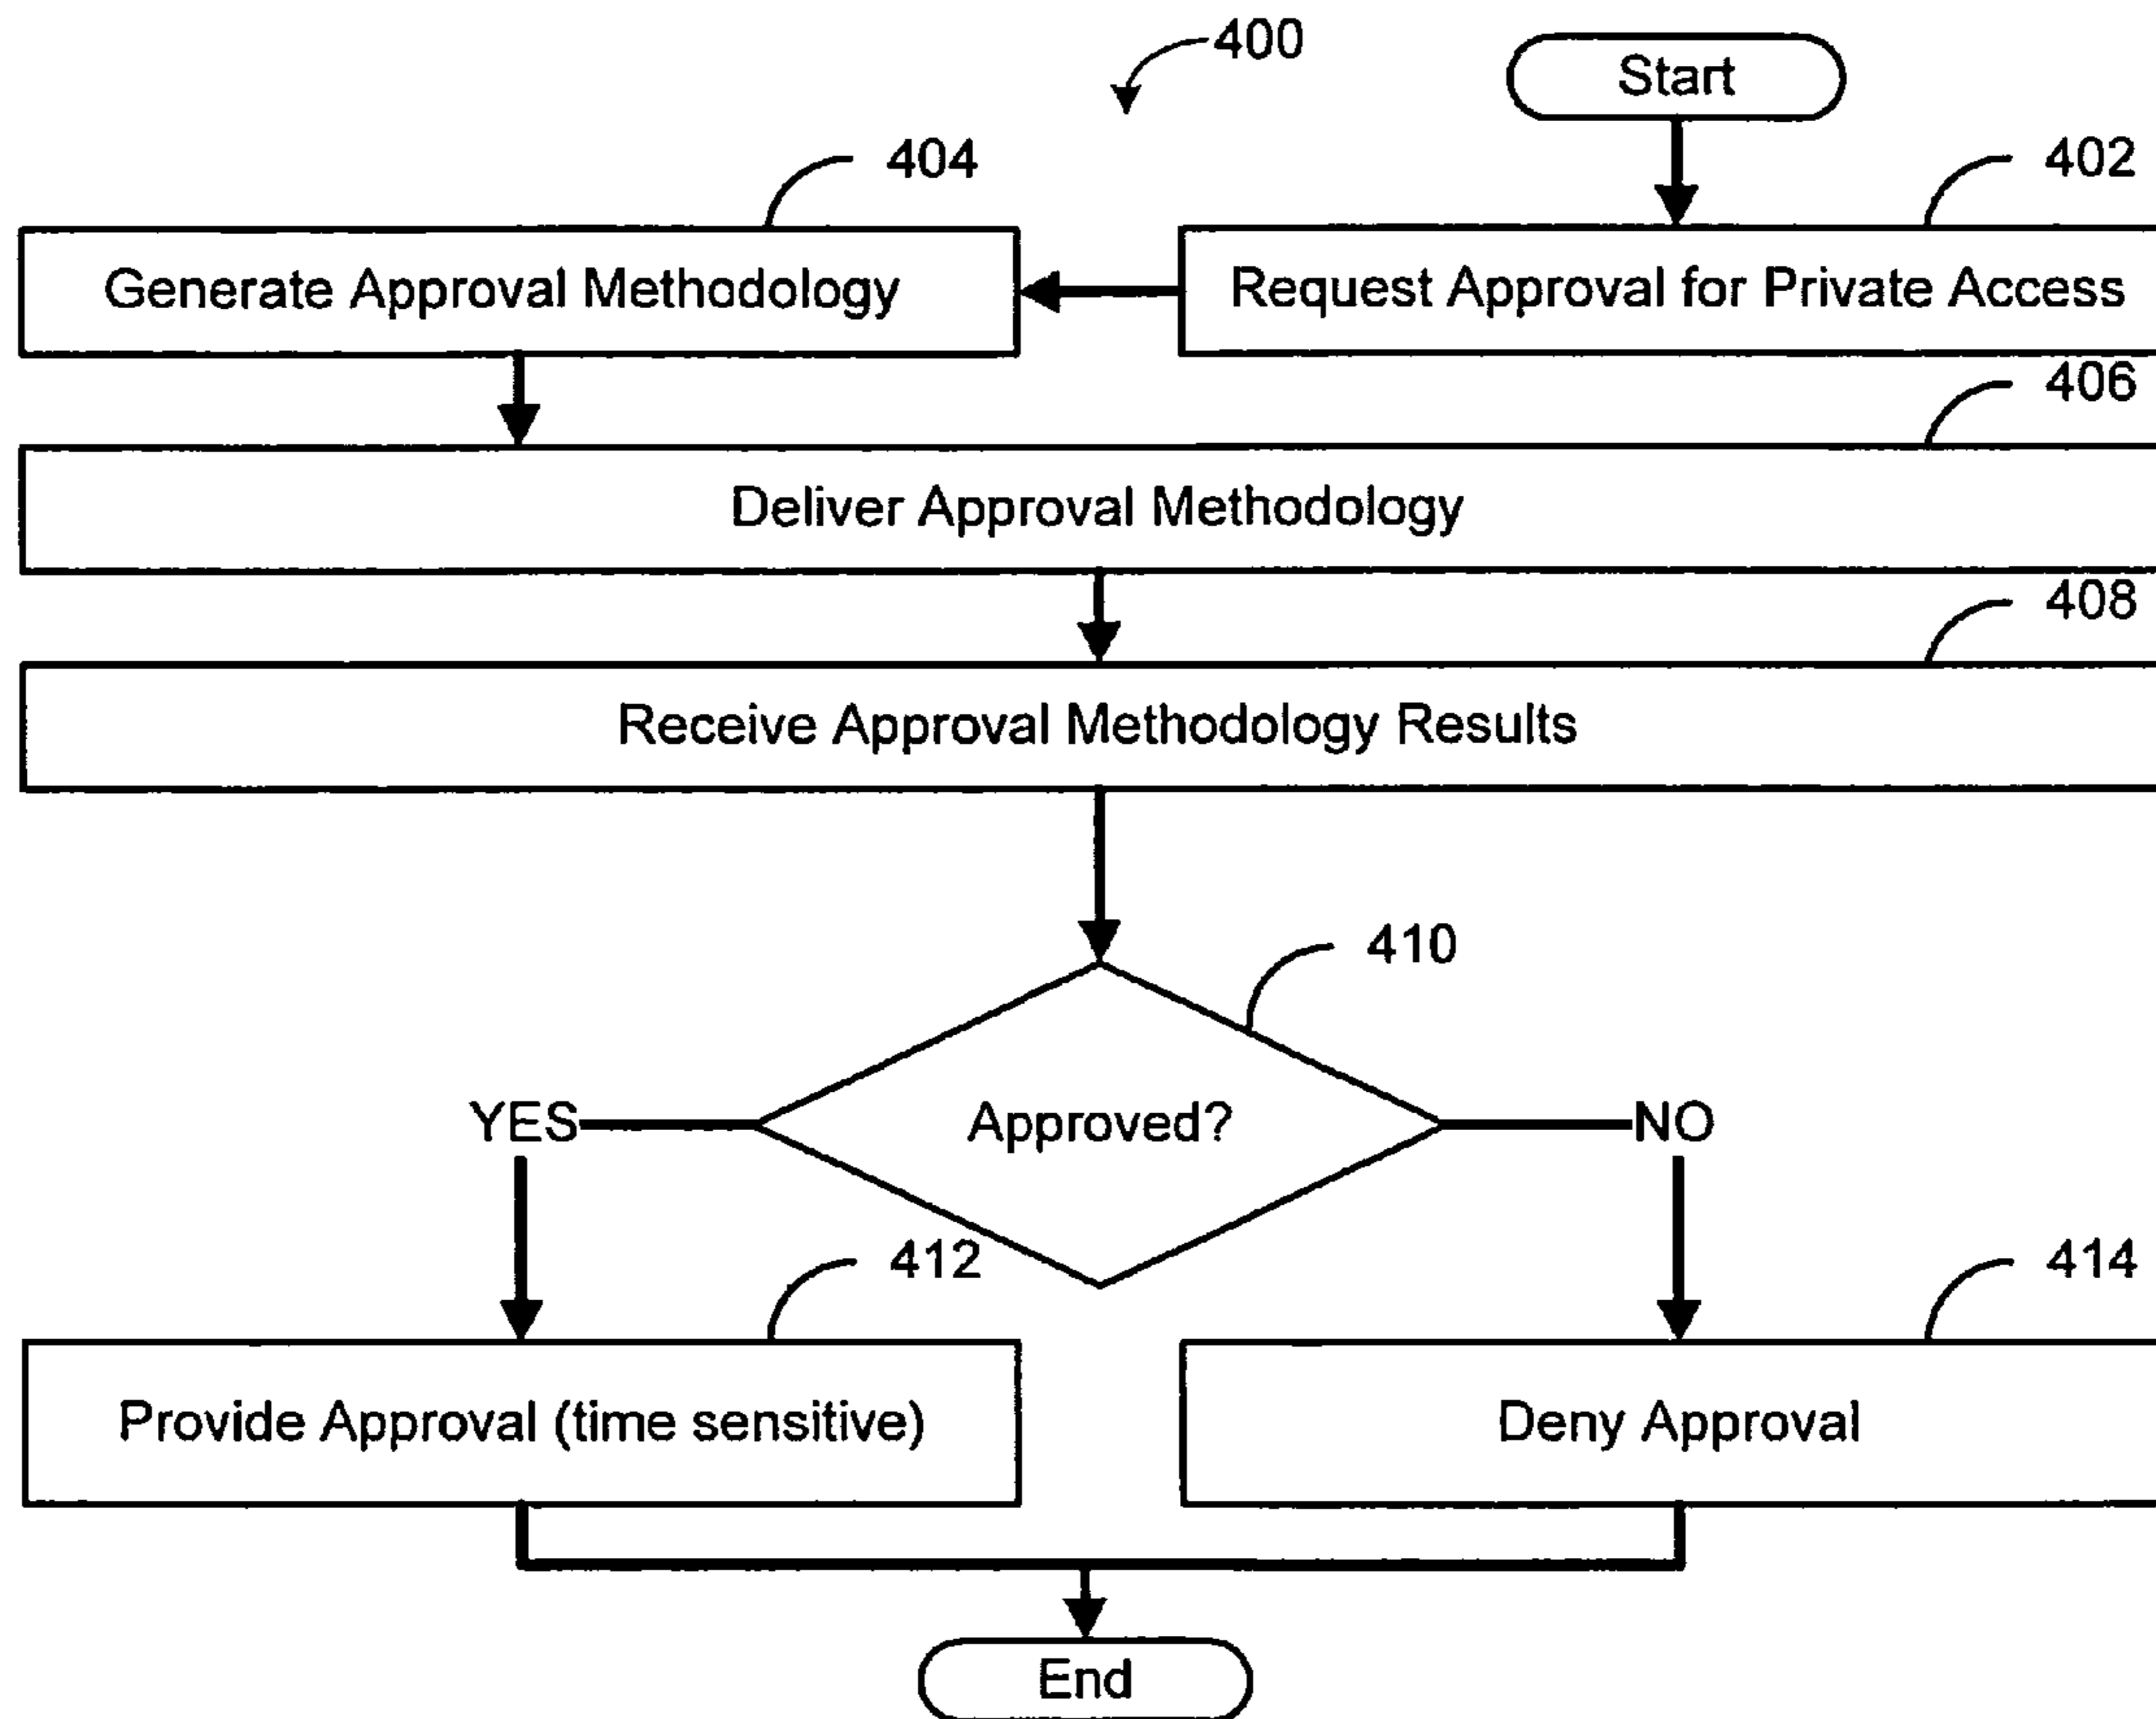 400
Start
404
402
Generate Approval Methodology
Request Approval for Private Access
406
Deliver Approval Methodology
408
Receive Approval Methodology Results
410
YES
Approved?
NO
412
414
Provide Approval (time sensitive)
Deny Approval
End